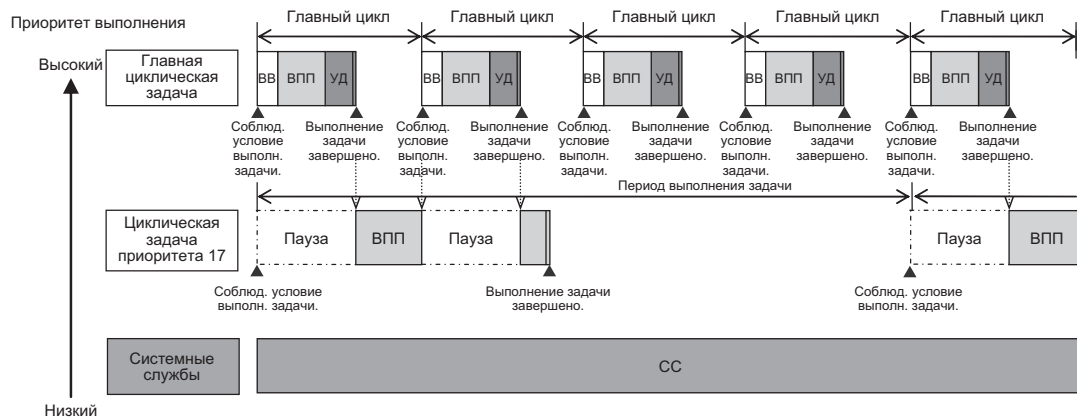 Приоритет выполнения
Главный цикл Главный цикл Главный цикл Главный цикл Главный цикл
Высокий
Главная
циклическая
задача
ВВ ВПП УД ВВ ВПП УД ВВ ВПП УД ВВ ВПП УД ВВ ВПП УД
Соблюд.
условие
выполн.
задачи.
Выполнение
задачи
завершено.
Соблюд.
условие
выполн.
задачи.
Выполнение
задачи
завершено.
Соблюд.
условие
выполн.
задачи.
Выполнение
задачи
завершено.
Соблюд.
условие
выполн.
задачи.
Выполнение
задачи
завершено.
Соблюд.
условие
выполн.
задачи.
Выполнение
задачи
завершено.
Период выполнения задачи
Циклическая
задача
приоритета 17
Пауза ВПП Пауза Пауза ВПП
Соблюд. условие
выполн. задачи.
Выполнение задачи
завершено.
Соблюд. условие
выполн. задачи.
Системные
службы
СС
Низкий